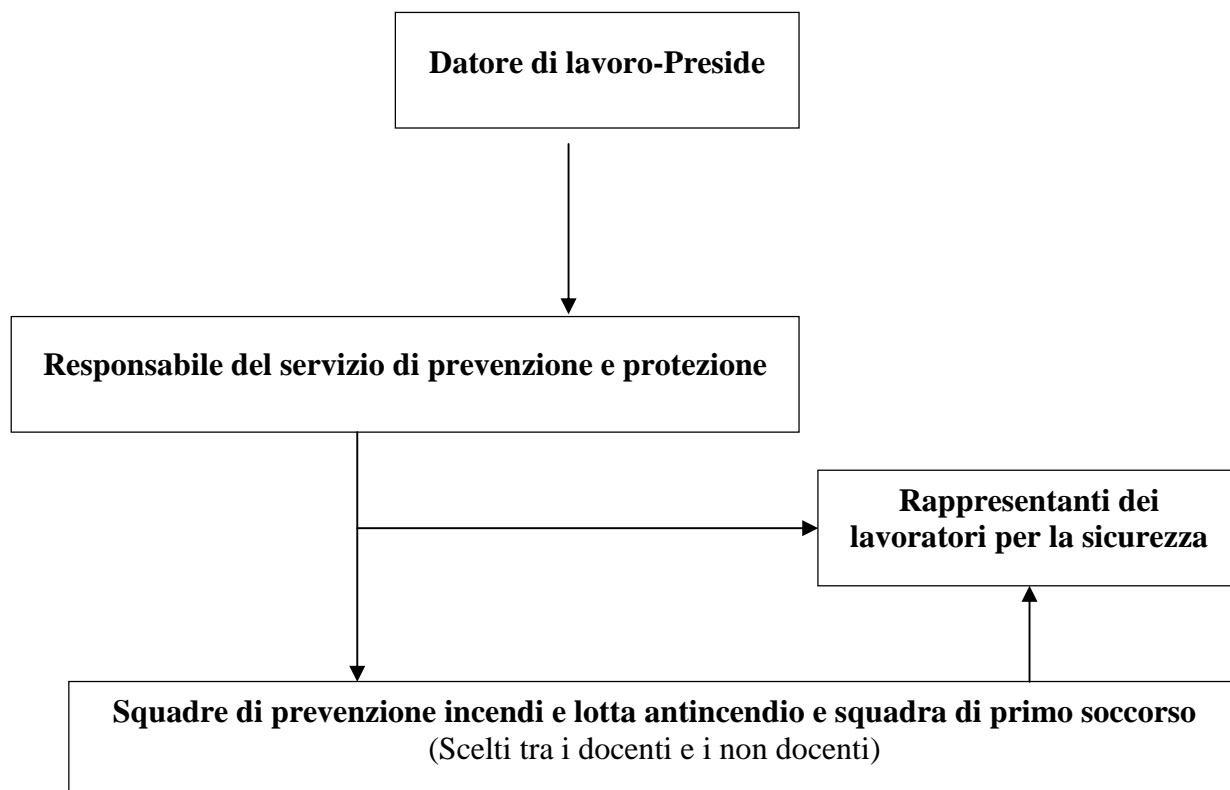 Datore di lavoro-Preside
Responsabile del servizio di prevenzione e protezione
Rappresentanti dei
lavoratori per la sicurezza
Squadre di prevenzione incendi e lotta antincendio e squadra di primo soccorso
(Scelti tra i docenti e i non docenti)